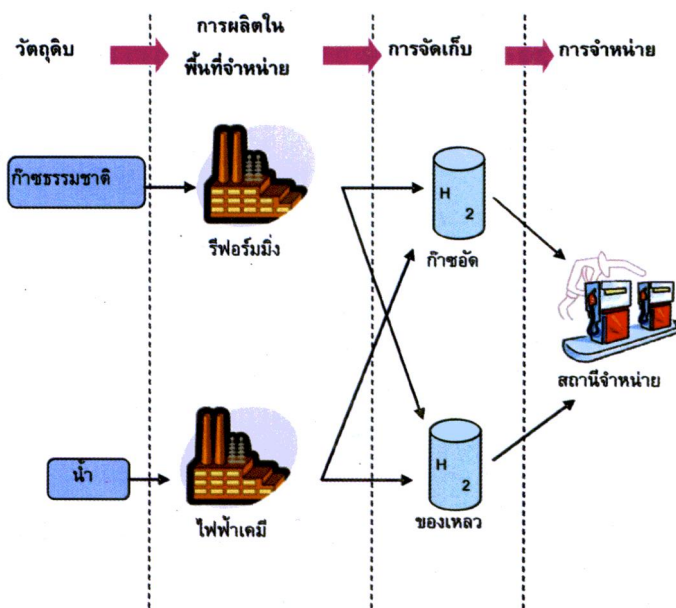 วัตถุดิบ
การผลิตใน
พื้นที่จำหน่าย
การจัดเก็บ
การจำหน่าย
ก๊าซธรรมชาติ
รีฟอร์มมิ่ง
H
2
ก๊าซอัด
สถานีจำหน่าย
น้ำ
ไฟฟ้าเคมี
H
2
ของเหลว